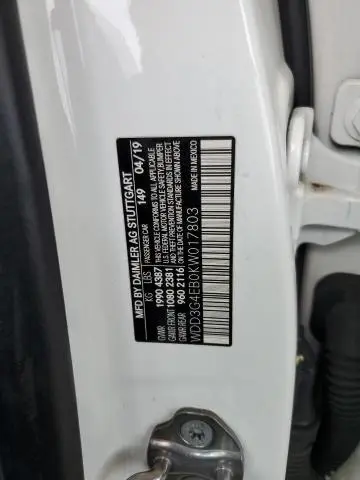 MFD BY DAIMLER AG STUTTGART
PASSENGER CAR 149 04/19
KG LBS THIS VEHICLE CONFORMS TO ALL APPLICABLE
GVWR 1990 4387 U.S. FEDERAL MOTOR VEHICLE SAFETY,BUMPER
GAWR FRONT 1080 2381 AND THEFT PREVENTION STANDARDS IN EFFECT
GAWR REAR 960 2116 ON THE DATE OF MANUFACTURE SHOWN ABOVE
WDD3G4EB0KW017803 MADE IN MEXICO